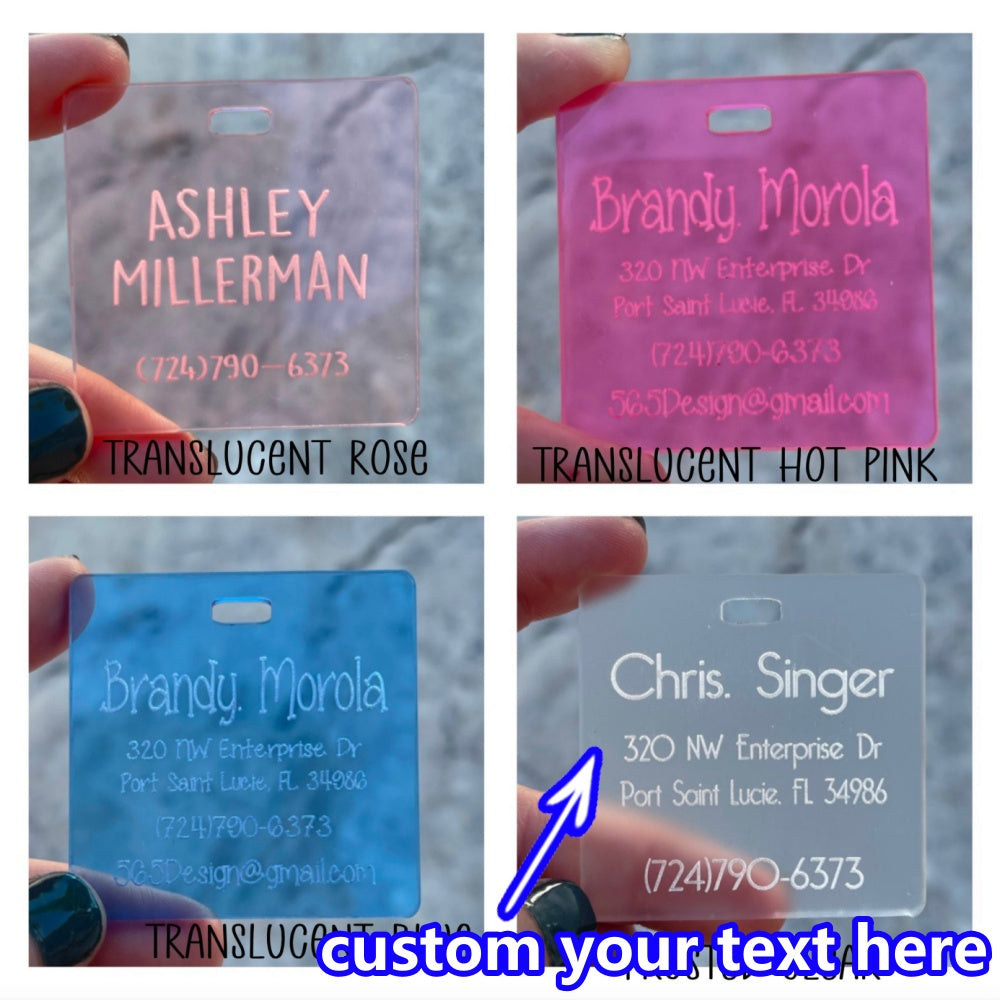 ASHLEY
MILLERMAN
(724)790-6373
TRANSLUCENT ROSE
Brandy. Morola
320 NW Enterprise Dr
Port Saint Lucie, FL 34986
(724)790-6373
565Design@gmail.com
TRANSLUCENT HOT PINK
Brandy. Morola
320 NW Enterprise Dr
Port Saint Lucie, FL 34986
(724)790-6373
565Design@gmail.com
TRANSLUCENT
Chris. Singer
320 NW Enterprise Dr
Port Saint Lucie. FL 34986
(724)790-6373
custom your text here